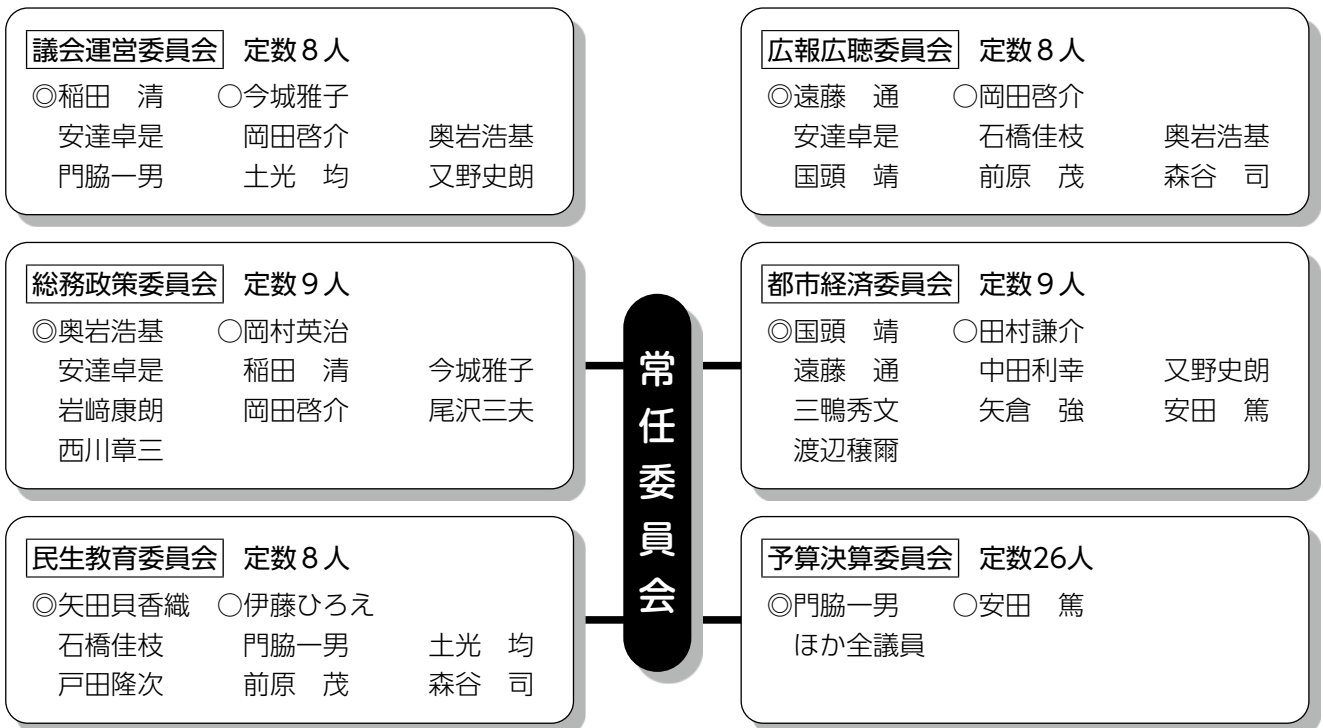 議会運営委員会 定数8人
◎稲田 清 ○今城雅子
安達卓是 岡田啓介 奥岩浩基
門脇一男 土光 均 又野史朗
広報広聴委員会 定数8人
◎遠藤 通 ○岡田啓介
安達卓是 石橋佳枝 奥岩浩基
国頭 靖 前原 茂 森谷 司
総務政策委員会 定数9人
◎奥岩浩基 ○岡村英治
安達卓是 稲田 清 今城雅子
岩﨑康朗 岡田啓介 尾沢三夫
西川章三
常任委員会
都市経済委員会 定数9人
◎国頭 靖 ○田村謙介
遠藤 通 中田利幸 又野史朗
三鴨秀文 矢倉 強 安田 篤
渡辺穣爾
民生教育委員会 定数8人
◎矢田貝香織 ○伊藤ひろえ
石橋佳枝 門脇一男 土光 均
戸田隆次 前原 茂 森谷 司
予算決算委員会 定数26人
◎門脇一男 ○安田 篤
ほか全議員